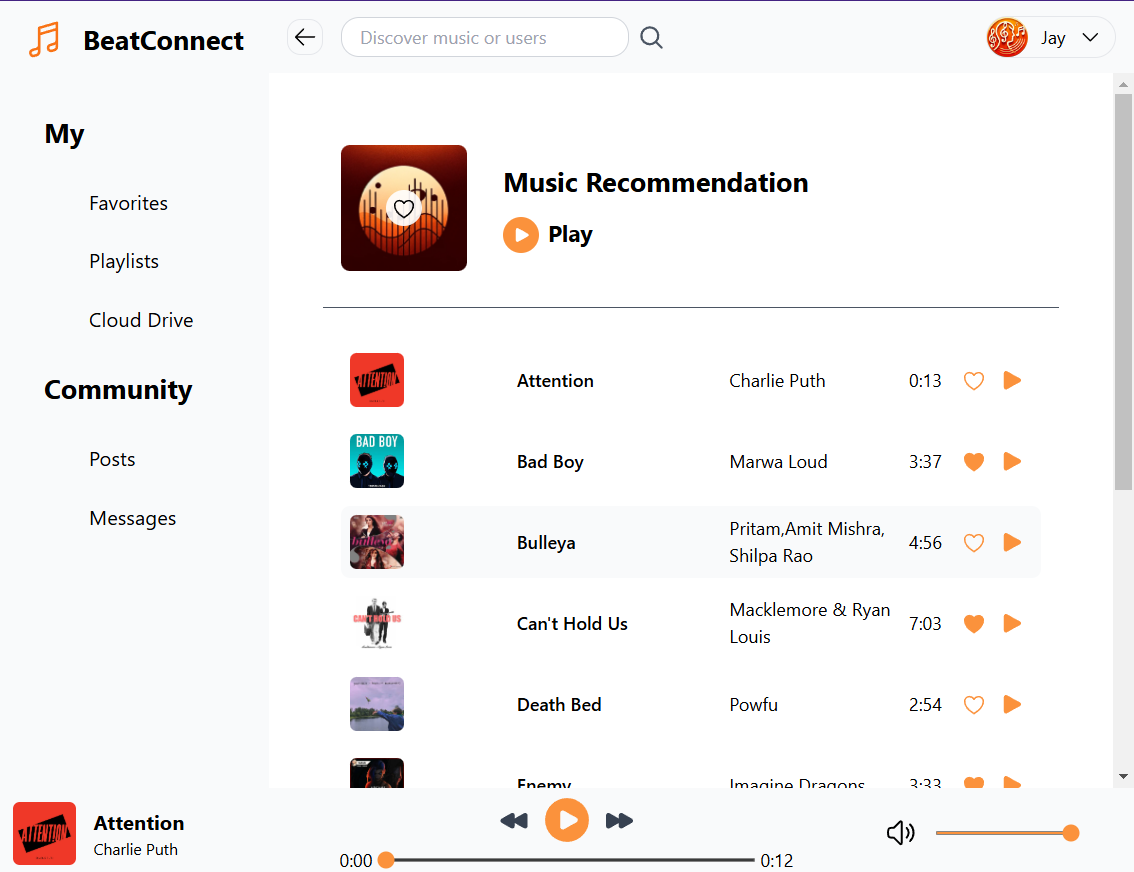 BeatConnect
Discover music or users
Jay
My
Favorites
Playlists
Cloud Drive
Community
Posts
Messages
Music Recommendation
Play
ATTENTION
Attention
Charlie Puth
0:13
BAD BOY
Bad Boy
Marwa Loud
3:37
Bulleya
Pritam,Amit Mishra,
Shilpa Rao
4:56
CAN'T HOLD US
Can't Hold Us
Macklemore & Ryan
Louis
7:03
Death Bed
Powfu
2:54
Enemy
Imagine Dragons
3:33
ATTENTION
Attention
Charlie Puth
0:00
0:12